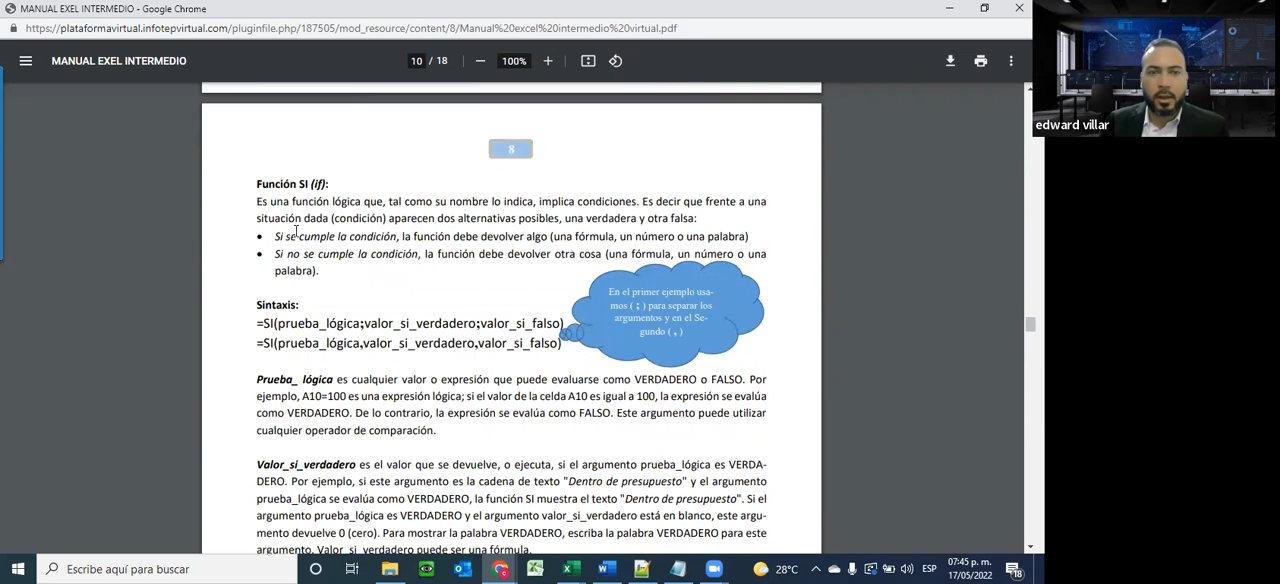 MANUAL EXEL INTERMEDIO - Google Chrome
https://plataformavirtual.infotepvirtual.com/pluginfile.php/187505/mod_resource/content/8/Manual%20excel%20intermedio%20virtual.pdf
MANUAL EXEL INTERMEDIO
10 / 18
100%
edward villar
8
Función SI (if):
Es una función lógica que, tal como su nombre lo indica, implica condiciones. Es decir que frente a una
situación dada (condición) aparecen dos alternativas posibles, una verdadera y otra falsa:
• Si se cumple la condición, la función debe devolver algo (una fórmula, un número o una palabra)
• Si no se cumple la condición, la función debe devolver otra cosa (una fórmula, un número o una
palabra).
Sintaxis:
=SI(prueba_lógica;valor_si_verdadero;valor_si_falso)
=SI(prueba_lógica,valor_si_verdadero,valor_si_falso)
En el primer ejemplo usa-
mos ( ; ) para separar los
argumentos y en el Se-
gundo ( , )
Prueba_ lógica es cualquier valor o expresión que puede evaluarse como VERDADERO o FALSO. Por
ejemplo, A10=100 es una expresión lógica; si el valor de la celda A10 es igual a 100, la expresión se evalúa
como VERDADERO. De lo contrario, la expresión se evalúa como FALSO. Este argumento puede utilizar
cualquier operador de comparación.
Valor_si_verdadero es el valor que se devuelve, o ejecuta, si el argumento prueba_lógica es VERDA-
DERO. Por ejemplo, si este argumento es la cadena de texto "Dentro de presupuesto" y el argumento
prueba_lógica se evalúa como VERDADERO, la función SI muestra el texto "Dentro de presupuesto". Si el
argumento prueba_lógica es VERDADERO y el argumento valor_si_verdadero está en blanco, este argu-
mento devuelve 0 (cero). Para mostrar la palabra VERDADERO, escriba la palabra VERDADERO para este
argumento. Valor_si_verdadero puede ser una fórmula.
Escribe aquí para buscar
28°C
ESP
07:45 p. m.
17/05/2022
18